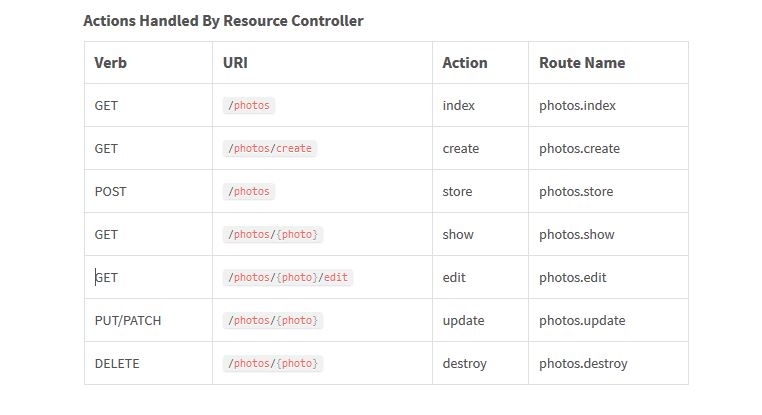 Actions Handled By Resource Controller
Verb URI Action Route Name
GET /photos index photos.index
GET /photos/create create photos.create
POST /photos store photos.store
GET /photos/{photo} show photos.show
GET /photos/{photo}/edit edit photos.edit
PUT/PATCH /photos/{photo} update photos.update
DELETE /photos/{photo} destroy photos.destroy